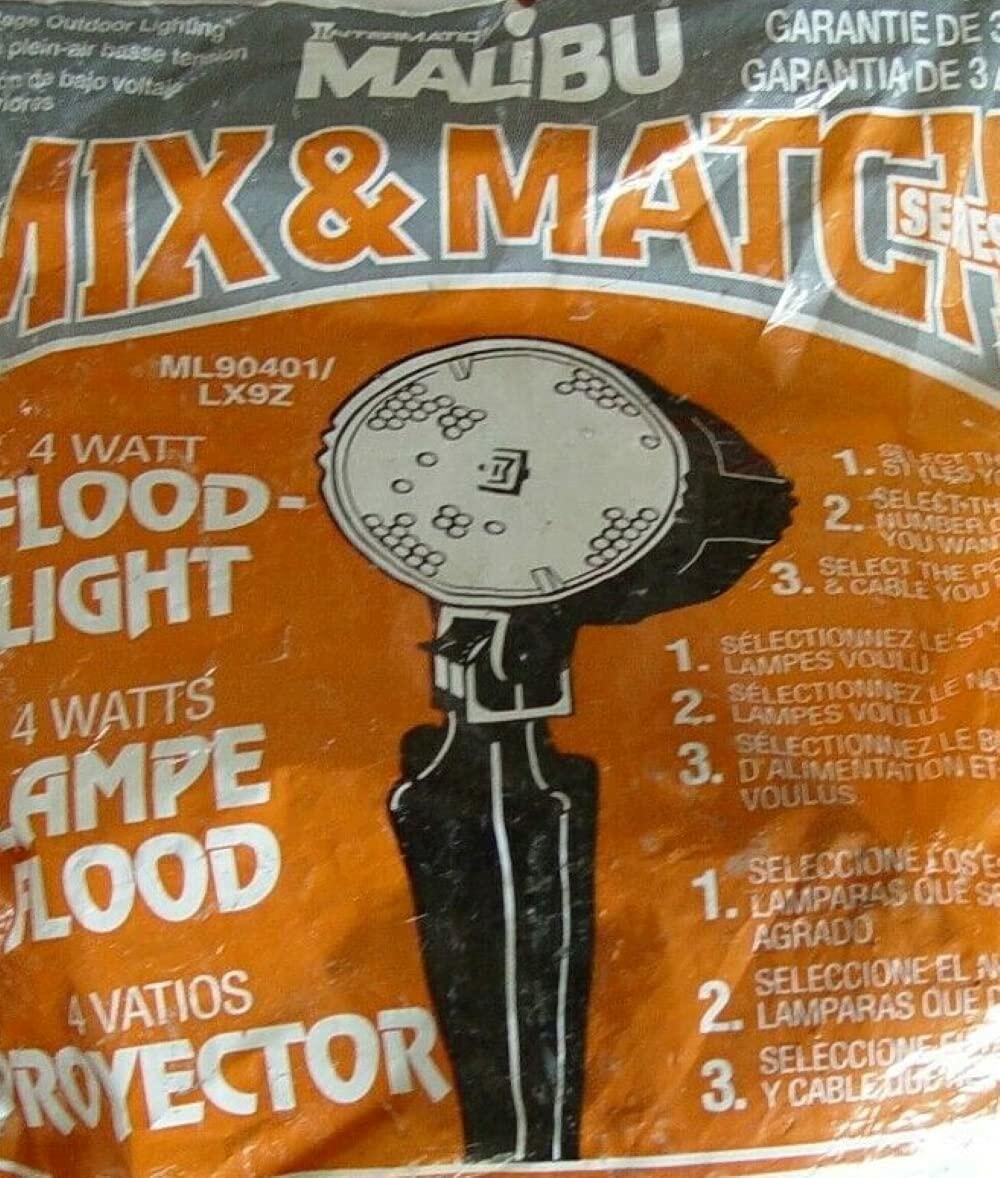 Outdoor Lighting
plein-air basse tension
de bajo voltaje
INTERMATIC
MALIBU
GARANTIE DE 3
GARANTIA DE 3
MIX & MATCH
SERIES
ML90401/
LX9Z
4 WATT
FLOOD-
LIGHT
4 WATTS
LAMPE
FLOOD
4 VATIOS
PROYECTOR
1. SELECT
STYLES
2. SELECT
NUMBER
YOU WANT
3. SELECT THE
& CABLE YOU
1. SÉLECTIONNEZ LE
LAMPES VOULU
2. SÉLECTIONNEZ LE
LAMPES VOULU.
3. SÉLECTIONNEZ LE
D'ALIMENTATION ET
VOULUS.
1. SELECCIONE LOS
LAMPARAS QUE
AGRADO.
2. SELECCIONE EL
LAMPARAS QUE
3. SELECCIONE
Y CABLE